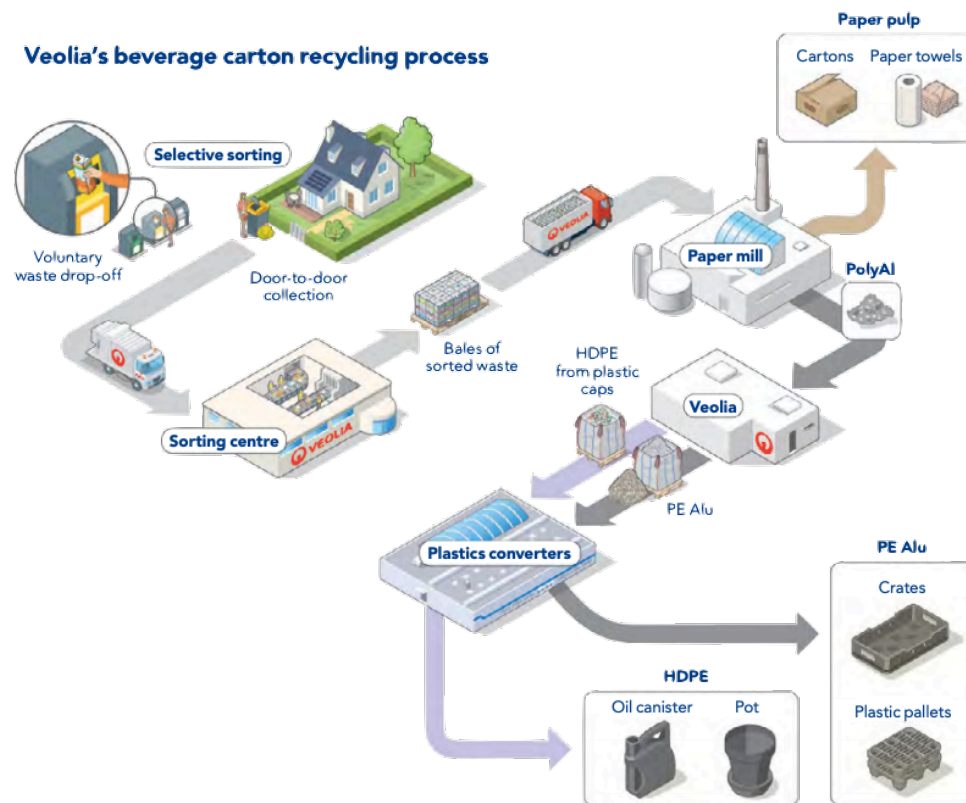 Veolia's beverage carton recycling process
Paper pulp
Cartons
Paper towels
Selective sorting
Voluntary
waste drop-off
Door-to-door
collection
VEOLIA
Paper mill
PolyAl
Bales of
sorted waste
HDPE
from plastic
caps
Veolia
Sorting centre
VEOLIA
PE Alu
Plastics converters
PE Alu
Crates
Plastic pallets
HDPE
Oil canister
Pot